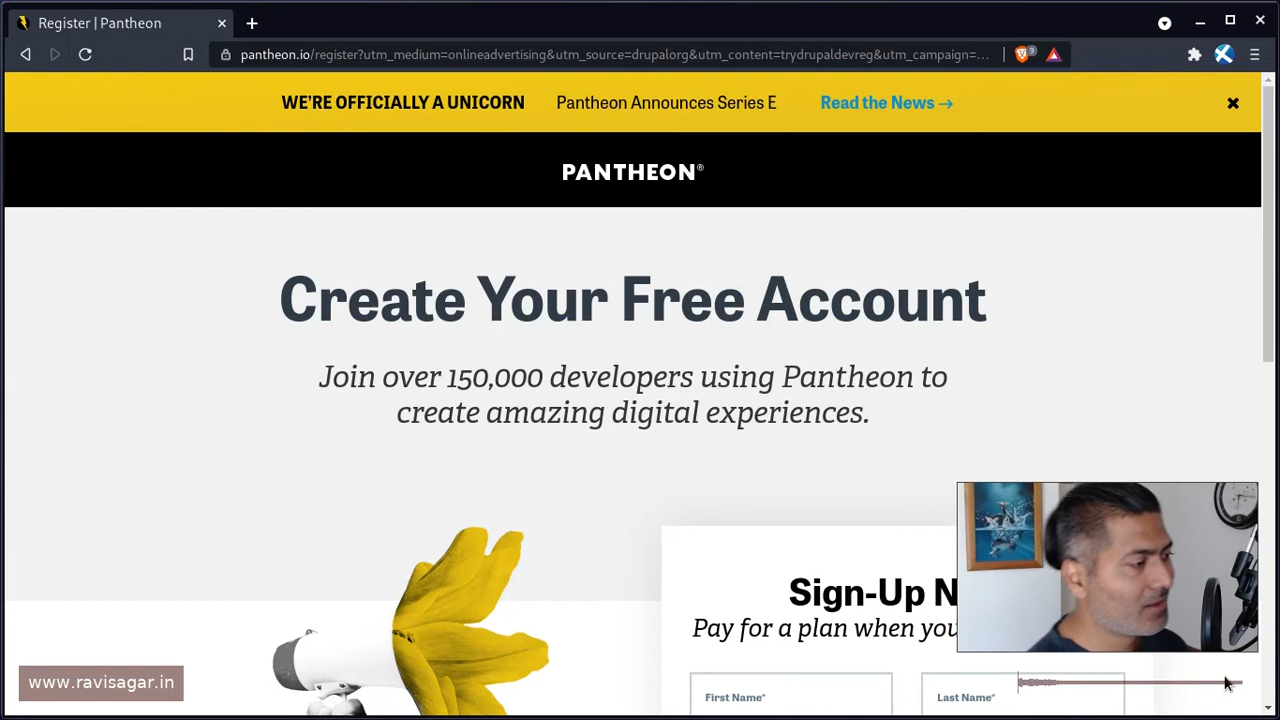 Register | Pantheon
pantheon.io/register?utm_medium=onlineadvertising&utm_source=drupalorg&utm_content=trydrupaldevreg&utm_campaign=...
9
WE'RE OFFICIALLY A UNICORN Pantheon Announces Series E Read the News →
PANTHEON®
Create Your Free Account
Join over 150,000 developers using Pantheon to
create amazing digital experiences.
Sign-Up N
Pay for a plan when you
First Name* Last Name*
www.ravisagar.in